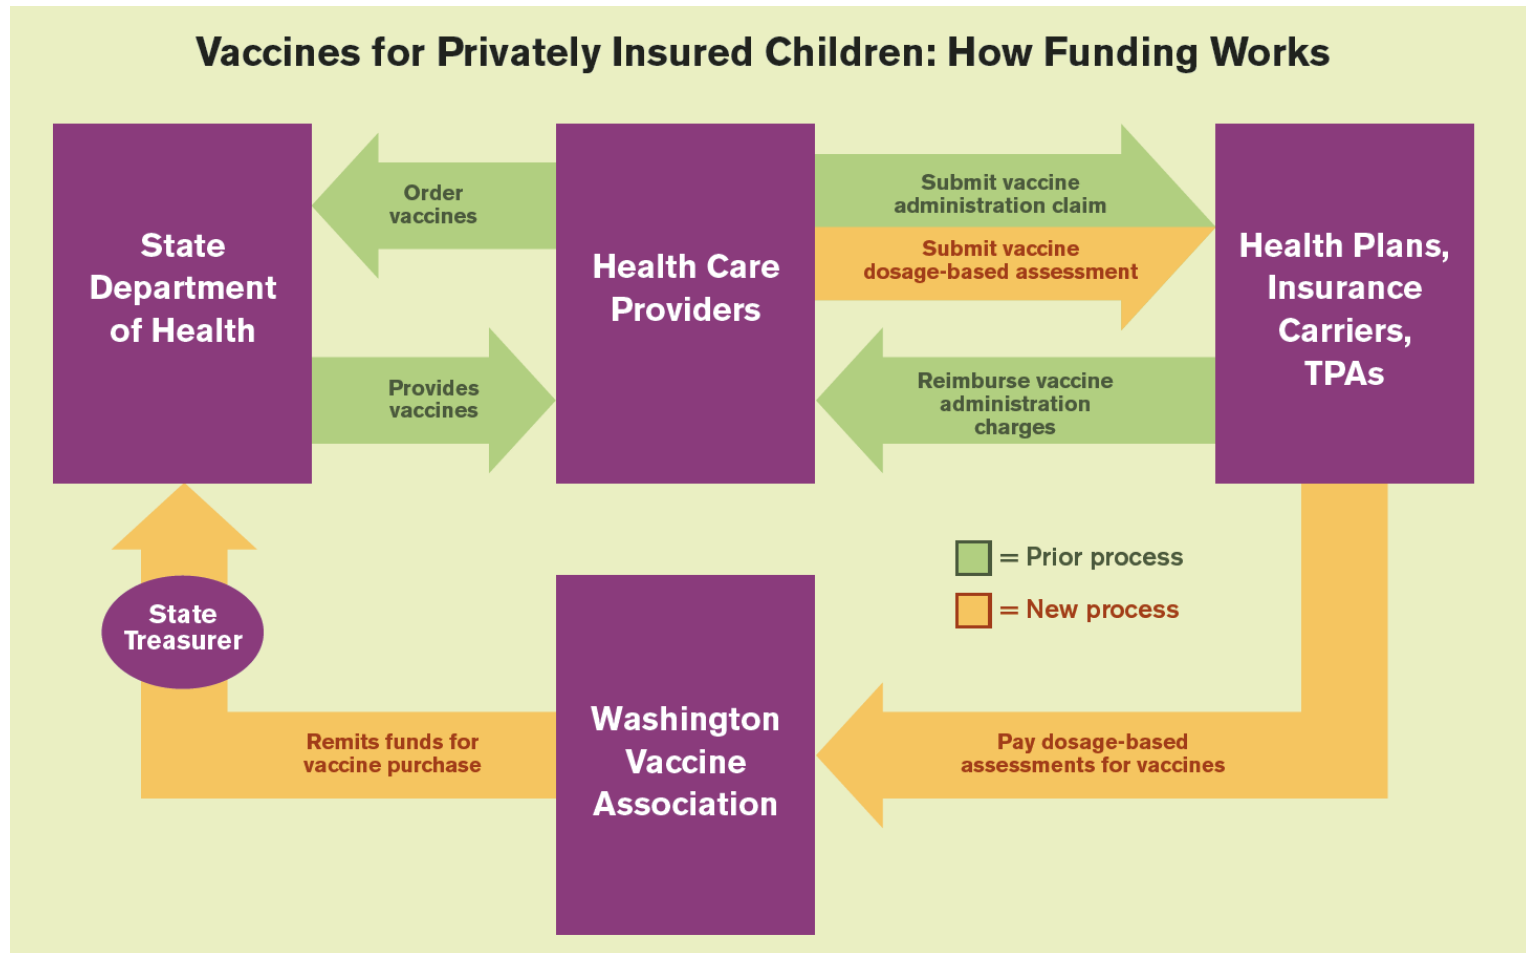 Vaccines for Privately Insured Children: How Funding Works
State
Department
of Health
Order
vaccines
Provides
vaccines
Health Care
Providers
Submit vaccine
administration claim
Submit vaccine
dosage-based assessment
Reimburse vaccine
administration
charges
Health Plans,
Insurance
Carriers,
TPAs
= Prior process
= New process
State
Treasurer
Remits funds for
vaccine purchase
Washington
Vaccine
Association
Pay dosage-based
assessments for vaccines